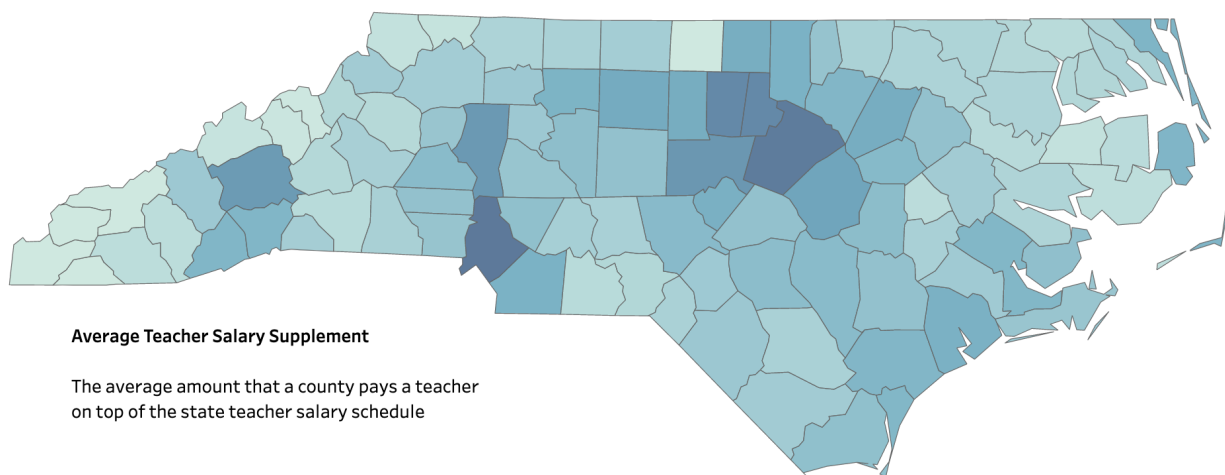 Average Teacher Salary Supplement
The average amount that a county pays a teacher
on top of the state teacher salary schedule